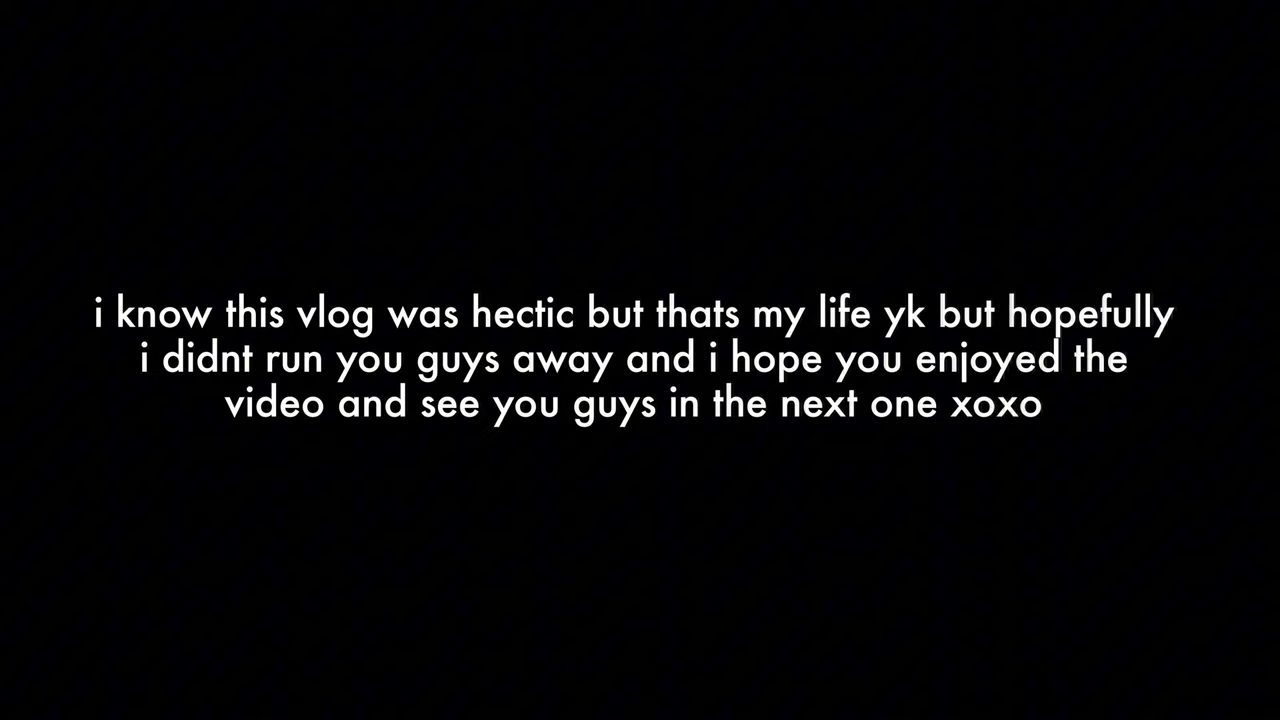 i know this vlog was hectic but thats my life yk but hopefully
i didnt run you guys away and i hope you enjoyed the
video and see you guys in the next one xoxo